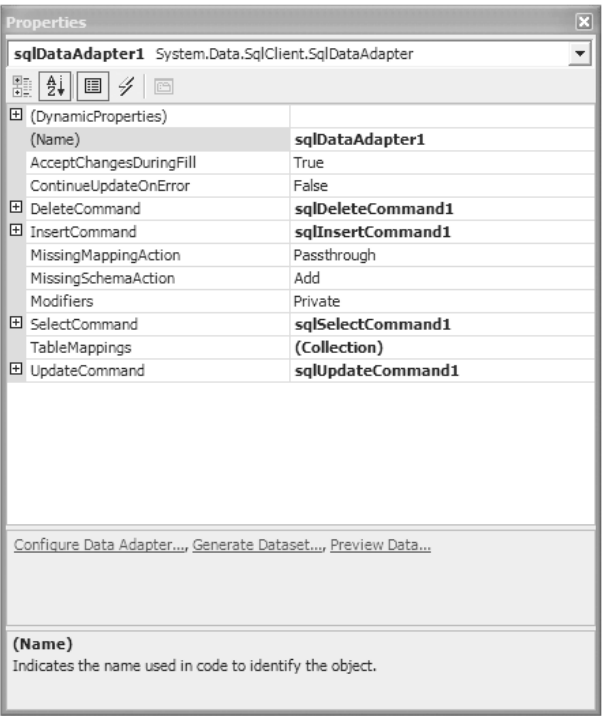 Properties
sqlDataAdapter1 System.Data.SqlClient.SqlDataAdapter
(DynamicProperties)
(Name) sqlDataAdapter1
AcceptChangesDuringFill True
ContinueUpdateOnError False
DeleteCommand sqlDeleteCommand1
InsertCommand sqlInsertCommand1
MissingMappingAction Passthrough
MissingSchemaAction Add
Modifiers Private
SelectCommand sqlSelectCommand1
TableMappings (Collection)
UpdateCommand sqlUpdateCommand1
Configure Data Adapter..., Generate Dataset..., Preview Data...
(Name)
Indicates the name used in code to identify the object.